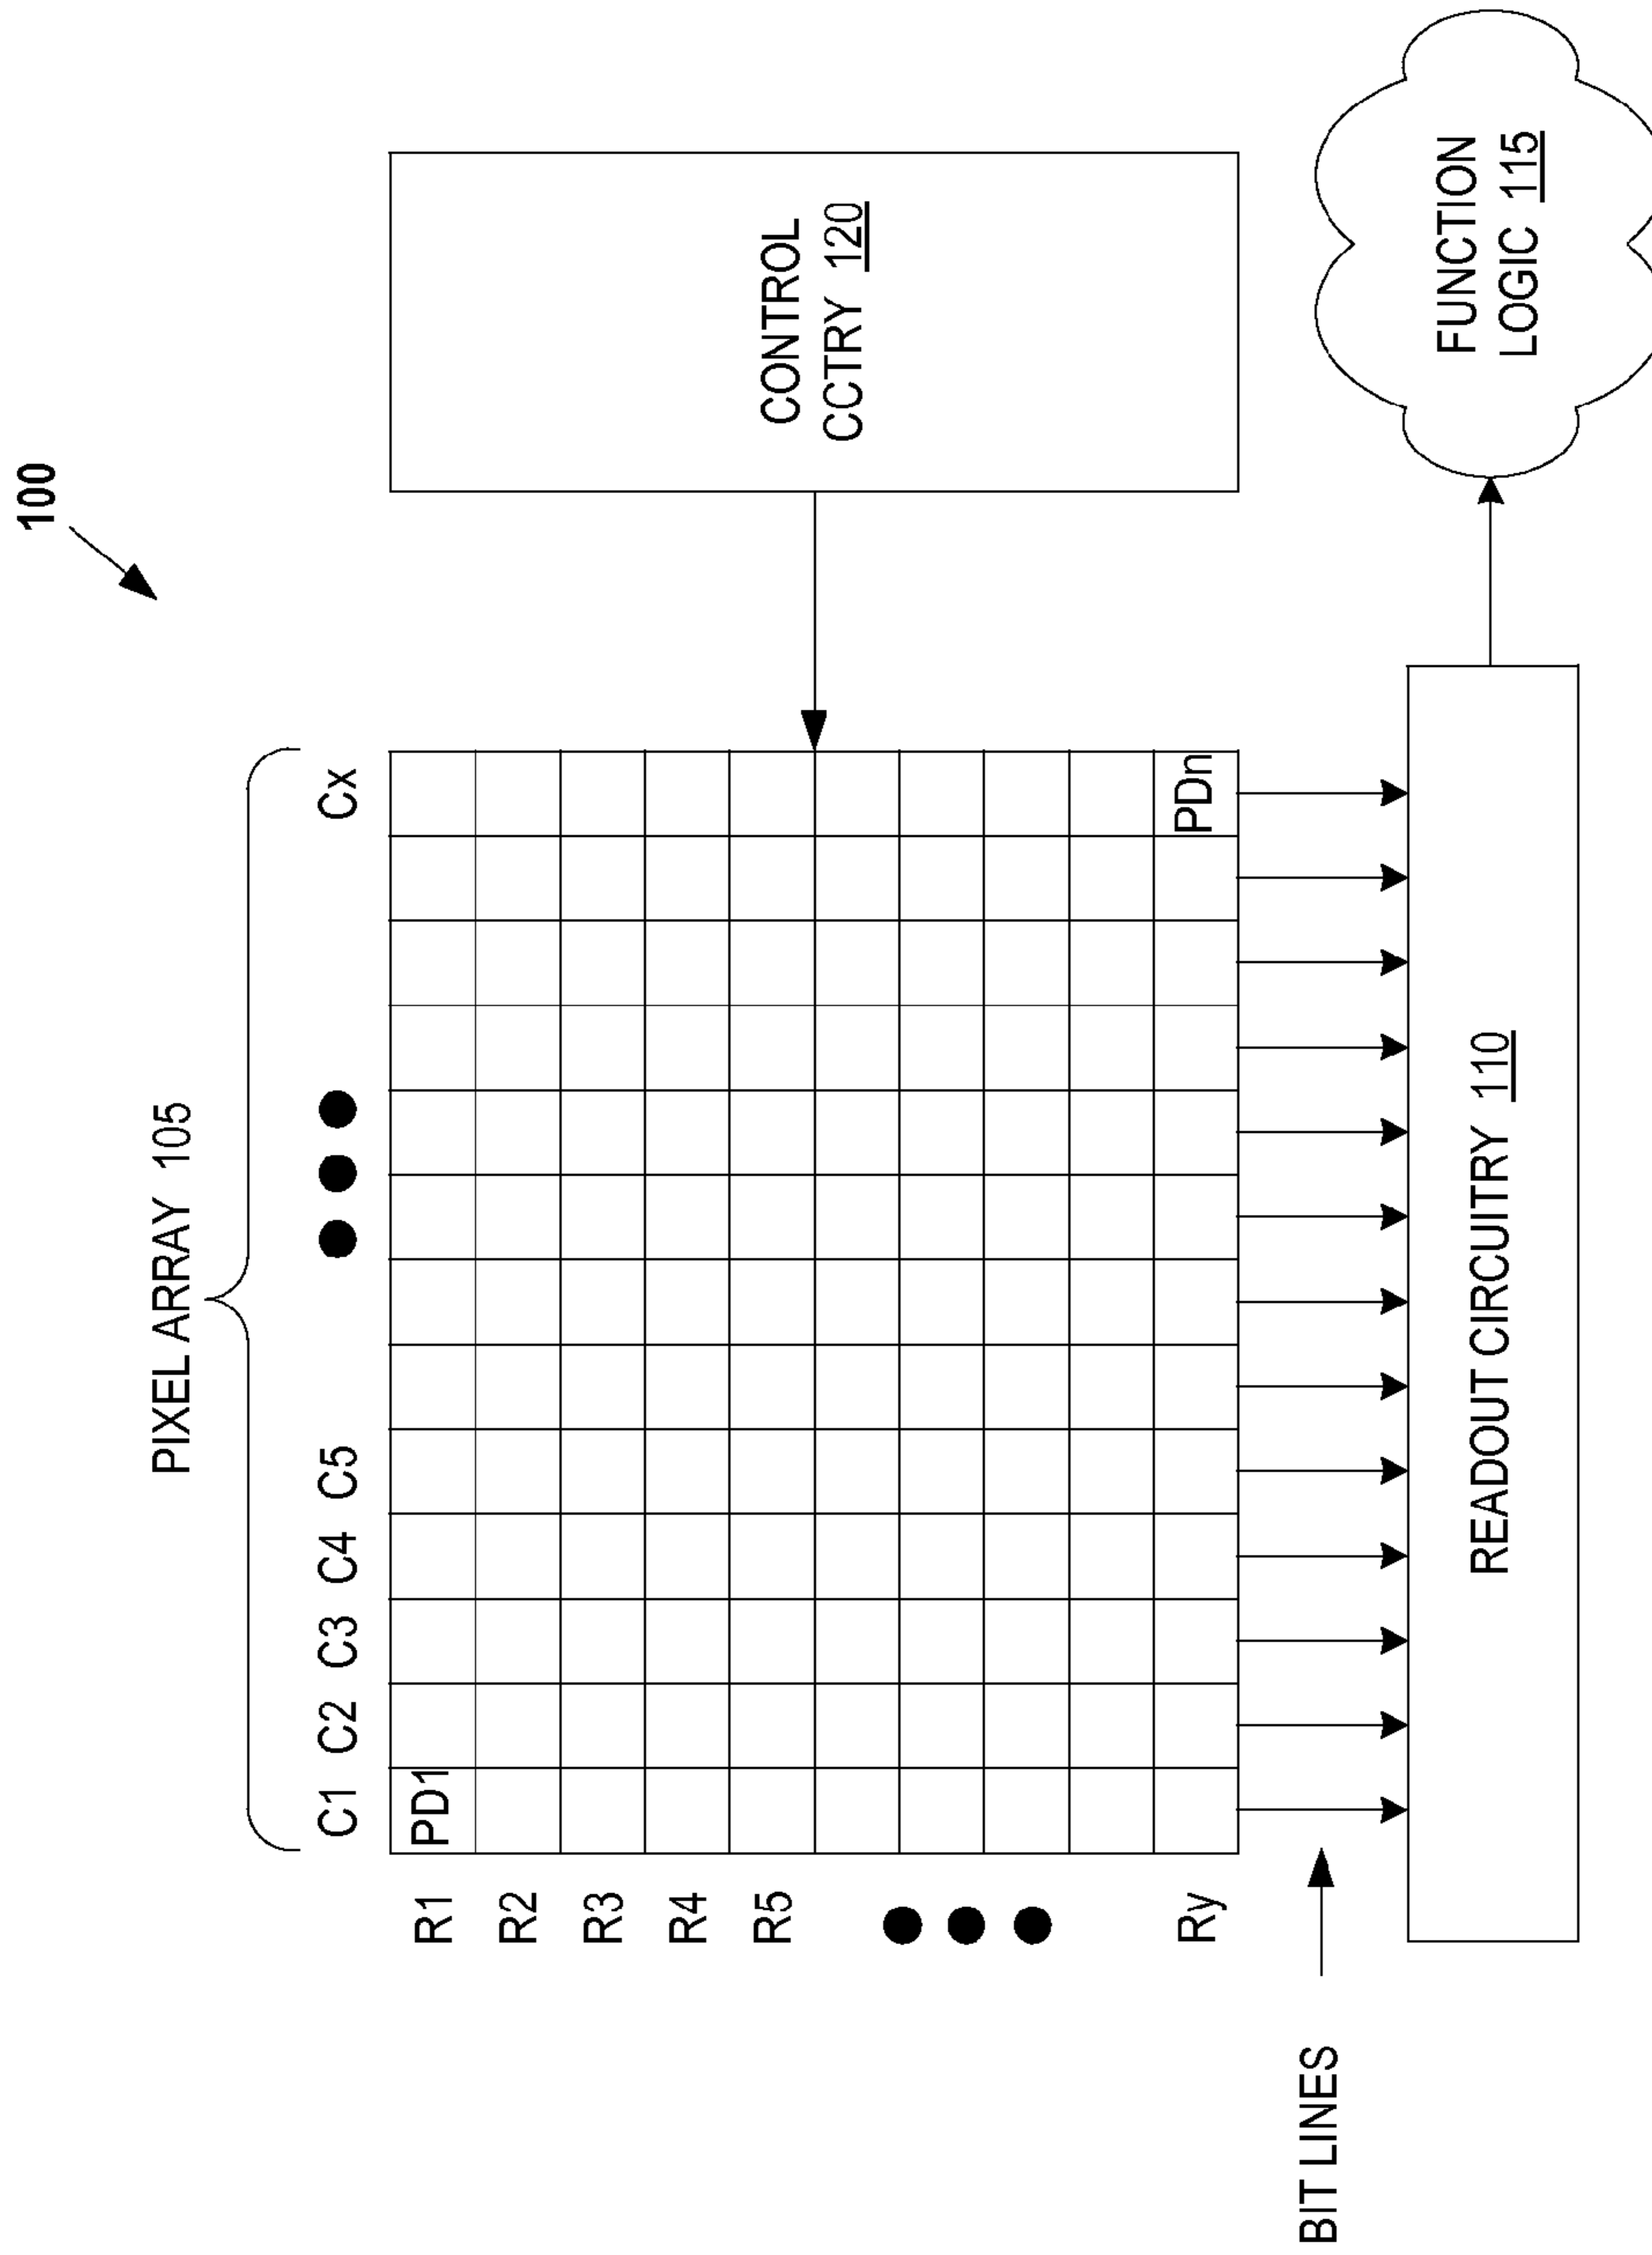 100
PIXEL ARRAY 105
C1 C2 C3 C4 C5 Cx
R1 PD1
R2
R3
R4
R5
Ry PDn
CONTROL
CCTRY 120
BIT LINES
READOUT CIRCUITRY 110
FUNCTION
LOGIC 115